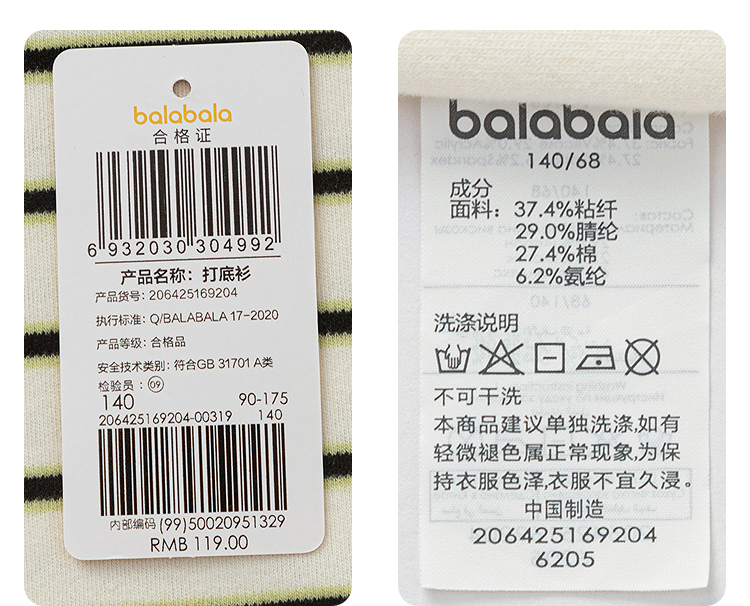 balabala
合格证
6 932030 304992
产品名称：打底衫
产品货号：206425169204
执行标准：Q/BALABALA 17-2020
产品等级：合格品
安全技术类别：符合GB 31701 A类
检验员：09
140 90-175
206425169204-00319 140
内部编码 (99)50020951329
RMB 119.00
balabala
140/68
成分
面料：37.4%粘纤
29.0%腈纶
27.4%棉
6.2%氨纶
洗涤说明
不可干洗
本商品建议单独洗涤,如有
轻微褪色属正常现象,为保
持衣服色泽,衣服不宜久浸。
中国制造
206425169204
6205